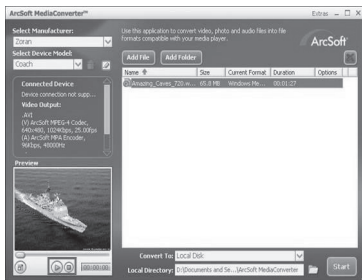 ArcSoft MediaConverter™
Extras
Select Manufacturer:
Zoran
Select Device Model:
Coach
Connected Device
Device connection not supp...
Video Output:
.AVI
(V) ArcSoft MPEG-4 Coder,
640x480, 1024Kbps, 25.00fps
(A) ArcSoft MPA Encoder,
96Kbps, 48000Hz
Preview
00:00:00
Use this application to convert video, photo and audio files into file
formats compatible with your media player.
ArcSoft
Add File
Add Folder
Name Size Current Format Duration Options
Amazing_Caves_720.w... 65.8 MB Windows Me... 00:01:27
Convert To: Local Disk
Local Directory: D:\Documents and Se...\ArcSoft MediaConverter
Start